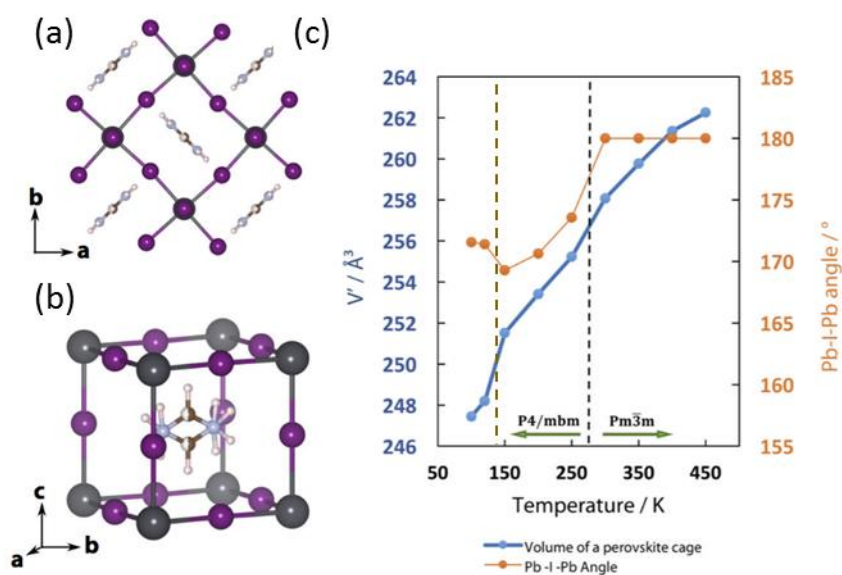 (a)
b
a
(b)
c
a
b
(c)
264
262
260
258
256
254
252
250
248
246
V' / Å³
185
180
175
170
165
160
155
Pb-I-Pb angle / °
P4/mbm
Pm3̅m
50
150
250
350
450
Temperature / K
Volume of a perovskite cage
Pb -I -Pb Angle